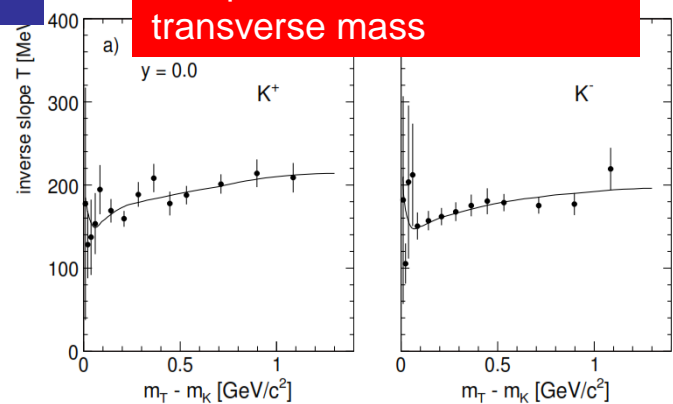 transverse mass
inverse slope T [MeV
400
300
200
100
0
a)
y = 0.0
K⁺
K⁻
0
0.5
1
0
0.5
1
m_T - m_K [GeV/c²]
m_T - m_K [GeV/c²]